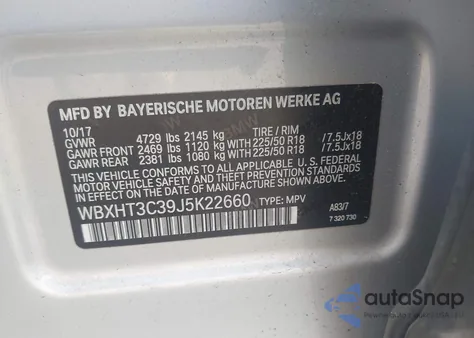 MFD BY BAYERISCHE MOTOREN WERKE AG
10/17
GVWR 4729 lbs 2145 kg TIRE / RIM
GAWR FRONT 2469 lbs 1120 kg WITH 225/50 R18 /7.5Jx18
GAWR REAR 2381 lbs 1080 kg WITH 225/50 R18 /7.5Jx18
THIS VEHICLE CONFORMS TO ALL APPLICABLE U. S. FEDERAL
MOTOR VEHICLE SAFETY, BUMPER, AND THEFT PREVENTION
STANDARDS IN EFFECT ON THE DATE OF
MANUFACTURE SHOWN ABOVE.
WBXHT3C39J5K22660 TYPE: MPV
A83/7
7 320 730
autoSnap